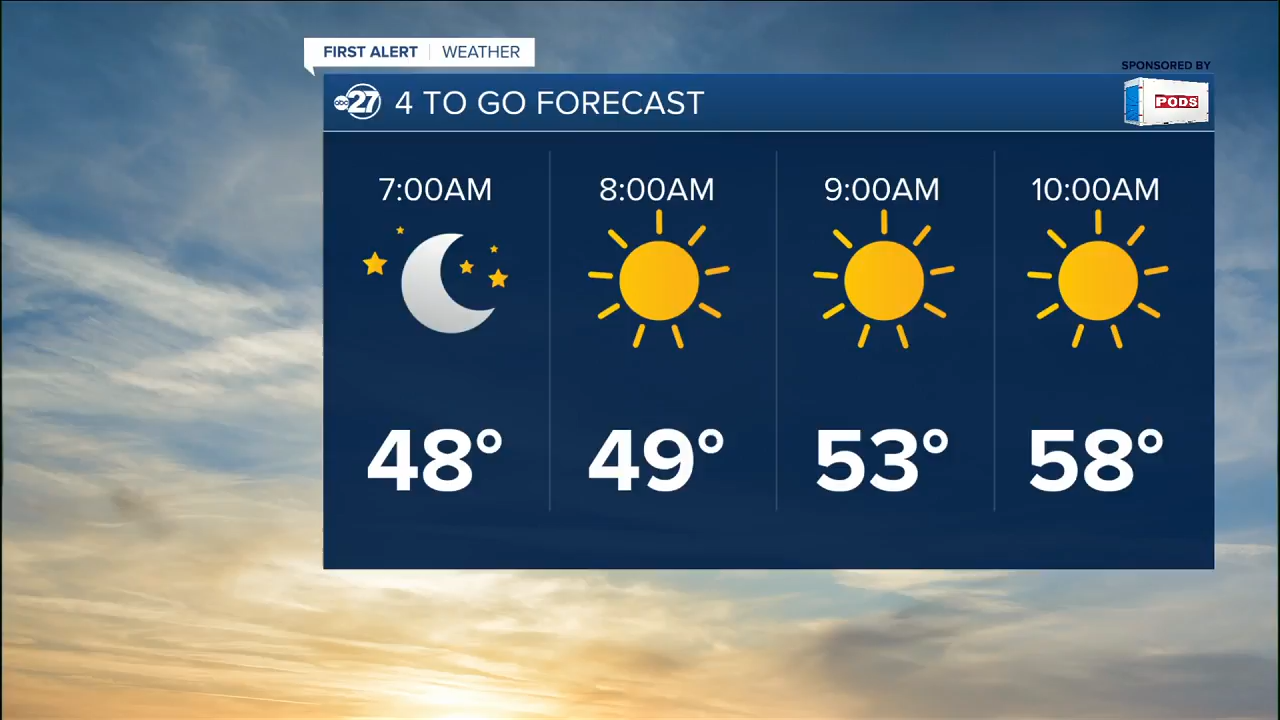 FIRST ALERT | WEATHER
SPONSORED BY
abc 27 4 TO GO FORECAST
PODS
7:00AM 8:00AM 9:00AM 10:00AM
48° 49° 53° 58°